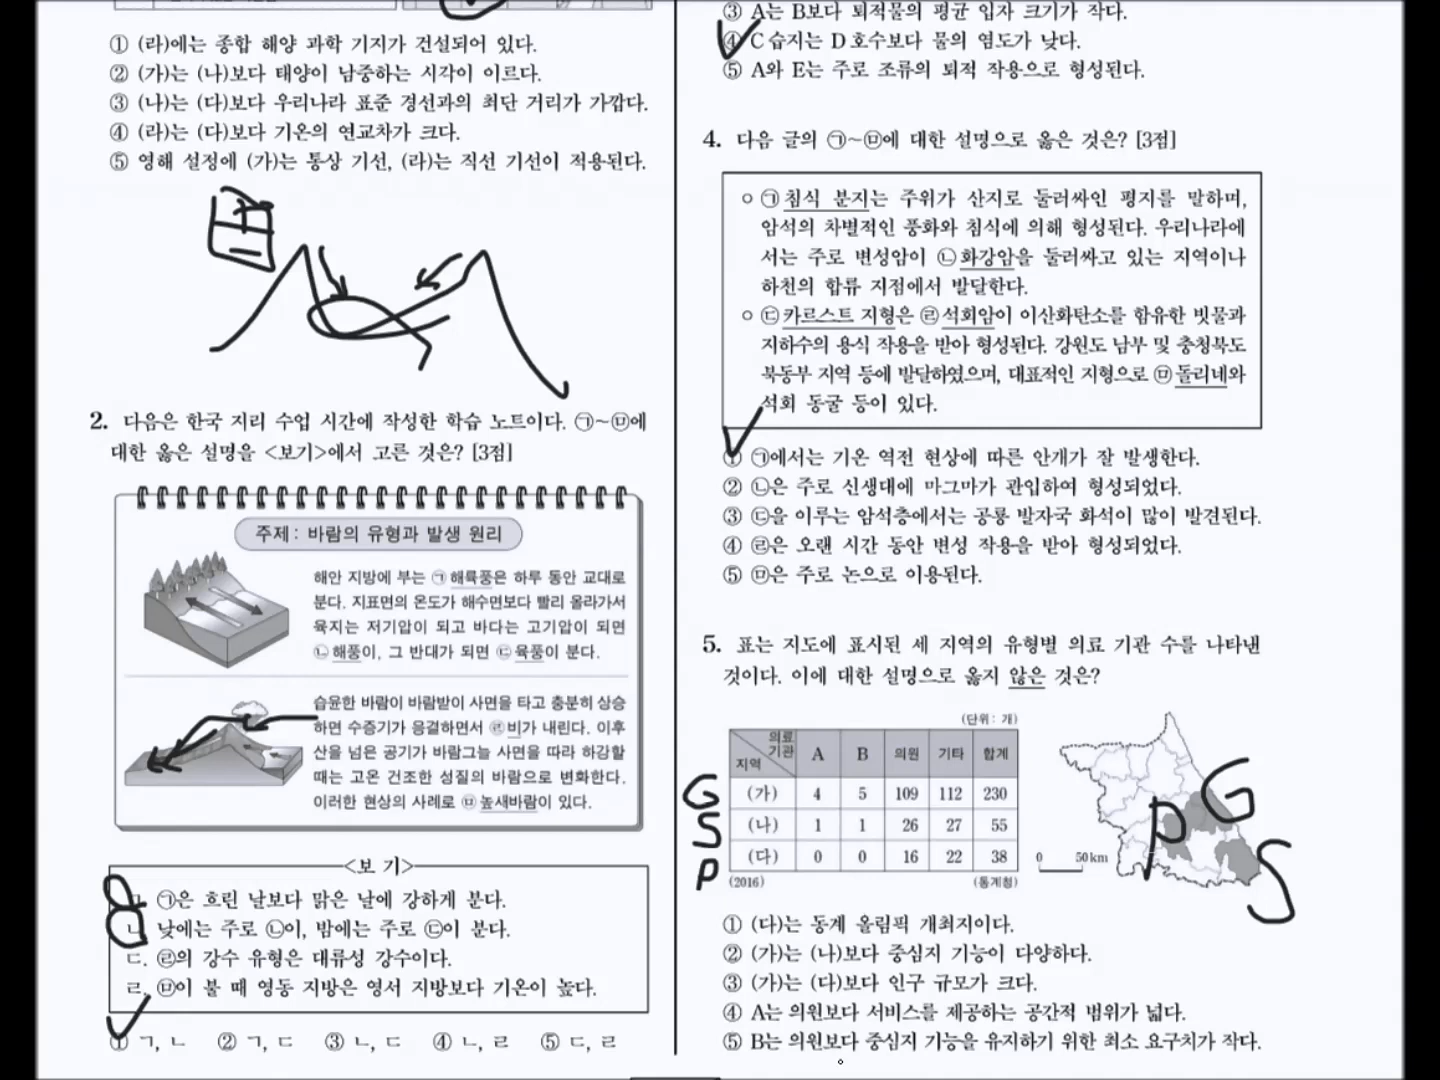 ① (라)에는 종합 해양 과학 기지가 건설되어 있다.
② (가)는 (나)보다 태양이 남중하는 시각이 이르다.
③ (나)는 (다)보다 우리나라 표준 경선과의 최단 거리가 가깝다.
④ (라)는 (다)보다 기온의 연교차가 크다.
⑤ 영해 설정에 (가)는 통상 기선, (라)는 직선 기선이 적용된다.
2. 다음은 한국 지리 수업 시간에 작성한 학습 노트이다. ㉠~㉤에
대한 옳은 설명을 <보기>에서 고른 것은? [3점]
주제 : 바람의 유형과 발생 원리
해안 지방에 부는 ㉠ 해륙풍은 하루 동안 교대로
분다. 지표면의 온도가 해수면보다 빨리 올라가서
육지는 저기압이 되고 바다는 고기압이 되면
㉡ 해풍이, 그 반대가 되면 ㉢ 육풍이 분다.
습윤한 바람이 바람받이 사면을 타고 충분히 상승
하면 수증기가 응결하면서 ㉣ 비가 내린다. 이후
산을 넘은 공기가 바람그늘 사면을 따라 하강할
때는 고온 건조한 성질의 바람으로 변화한다.
이러한 현상의 사례로 ㉤ 높새바람이 있다.
<보 기>
ㄱ. ㉠은 흐린 날보다 맑은 날에 강하게 분다.
ㄴ. 낮에는 주로 ㉡이, 밤에는 주로 ㉢이 분다.
ㄷ. ㉣의 강수 유형은 대류성 강수이다.
ㄹ. ㉤이 불 때 영동 지방은 영서 지방보다 기온이 높다.
① ㄱ, ㄴ ② ㄱ, ㄷ ③ ㄴ, ㄷ ④ ㄴ, ㄹ ⑤ ㄷ, ㄹ
③ A는 B보다 퇴적물의 평균 입자 크기가 작다.
④ C 습지는 D 호수보다 물의 염도가 낮다.
⑤ A와 E는 주로 조류의 퇴적 작용으로 형성된다.
4. 다음 글의 ㉠~㉤에 대한 설명으로 옳은 것은? [3점]
○ ㉠ 침식 분지는 주위가 산지로 둘러싸인 평지를 말하며,
암석의 차별적인 풍화와 침식에 의해 형성된다. 우리나라에
서는 주로 변성암이 ㉡ 화강암을 둘러싸고 있는 지역이나
하천의 합류 지점에서 발달한다.
○ ㉢ 카르스트 지형은 ㉣ 석회암이 이산화탄소를 함유한 빗물과
지하수의 용식 작용을 받아 형성된다. 강원도 남부 및 충청북도
북동부 지역 등에 발달하였으며, 대표적인 지형으로 ㉤ 돌리네와
석회 동굴 등이 있다.
① ㉠에서는 기온 역전 현상에 따른 안개가 잘 발생한다.
② ㉡은 주로 신생대에 마그마가 관입하여 형성되었다.
③ ㉢을 이루는 암석층에서는 공룡 발자국 화석이 많이 발견된다.
④ ㉣은 오랜 시간 동안 변성 작용을 받아 형성되었다.
⑤ ㉤은 주로 논으로 이용된다.
5. 표는 지도에 표시된 세 지역의 유형별 의료 기관 수를 나타낸
것이다. 이에 대한 설명으로 옳지 않은 것은?
(단위 : 개)
지역 의료 기관 A B 의원 기타 합계
G (가) 4 5 109 112 230
S (나) 1 1 26 27 55
P (다) 0 0 16 22 38
(2016) (통계청)
0 50km
P G
S
① (다)는 동계 올림픽 개최지이다.
② (가)는 (나)보다 중심지 기능이 다양하다.
③ (가)는 (다)보다 인구 규모가 크다.
④ A는 의원보다 서비스를 제공하는 공간적 범위가 넓다.
⑤ B는 의원보다 중심지 기능을 유지하기 위한 최소 요구치가 작다.